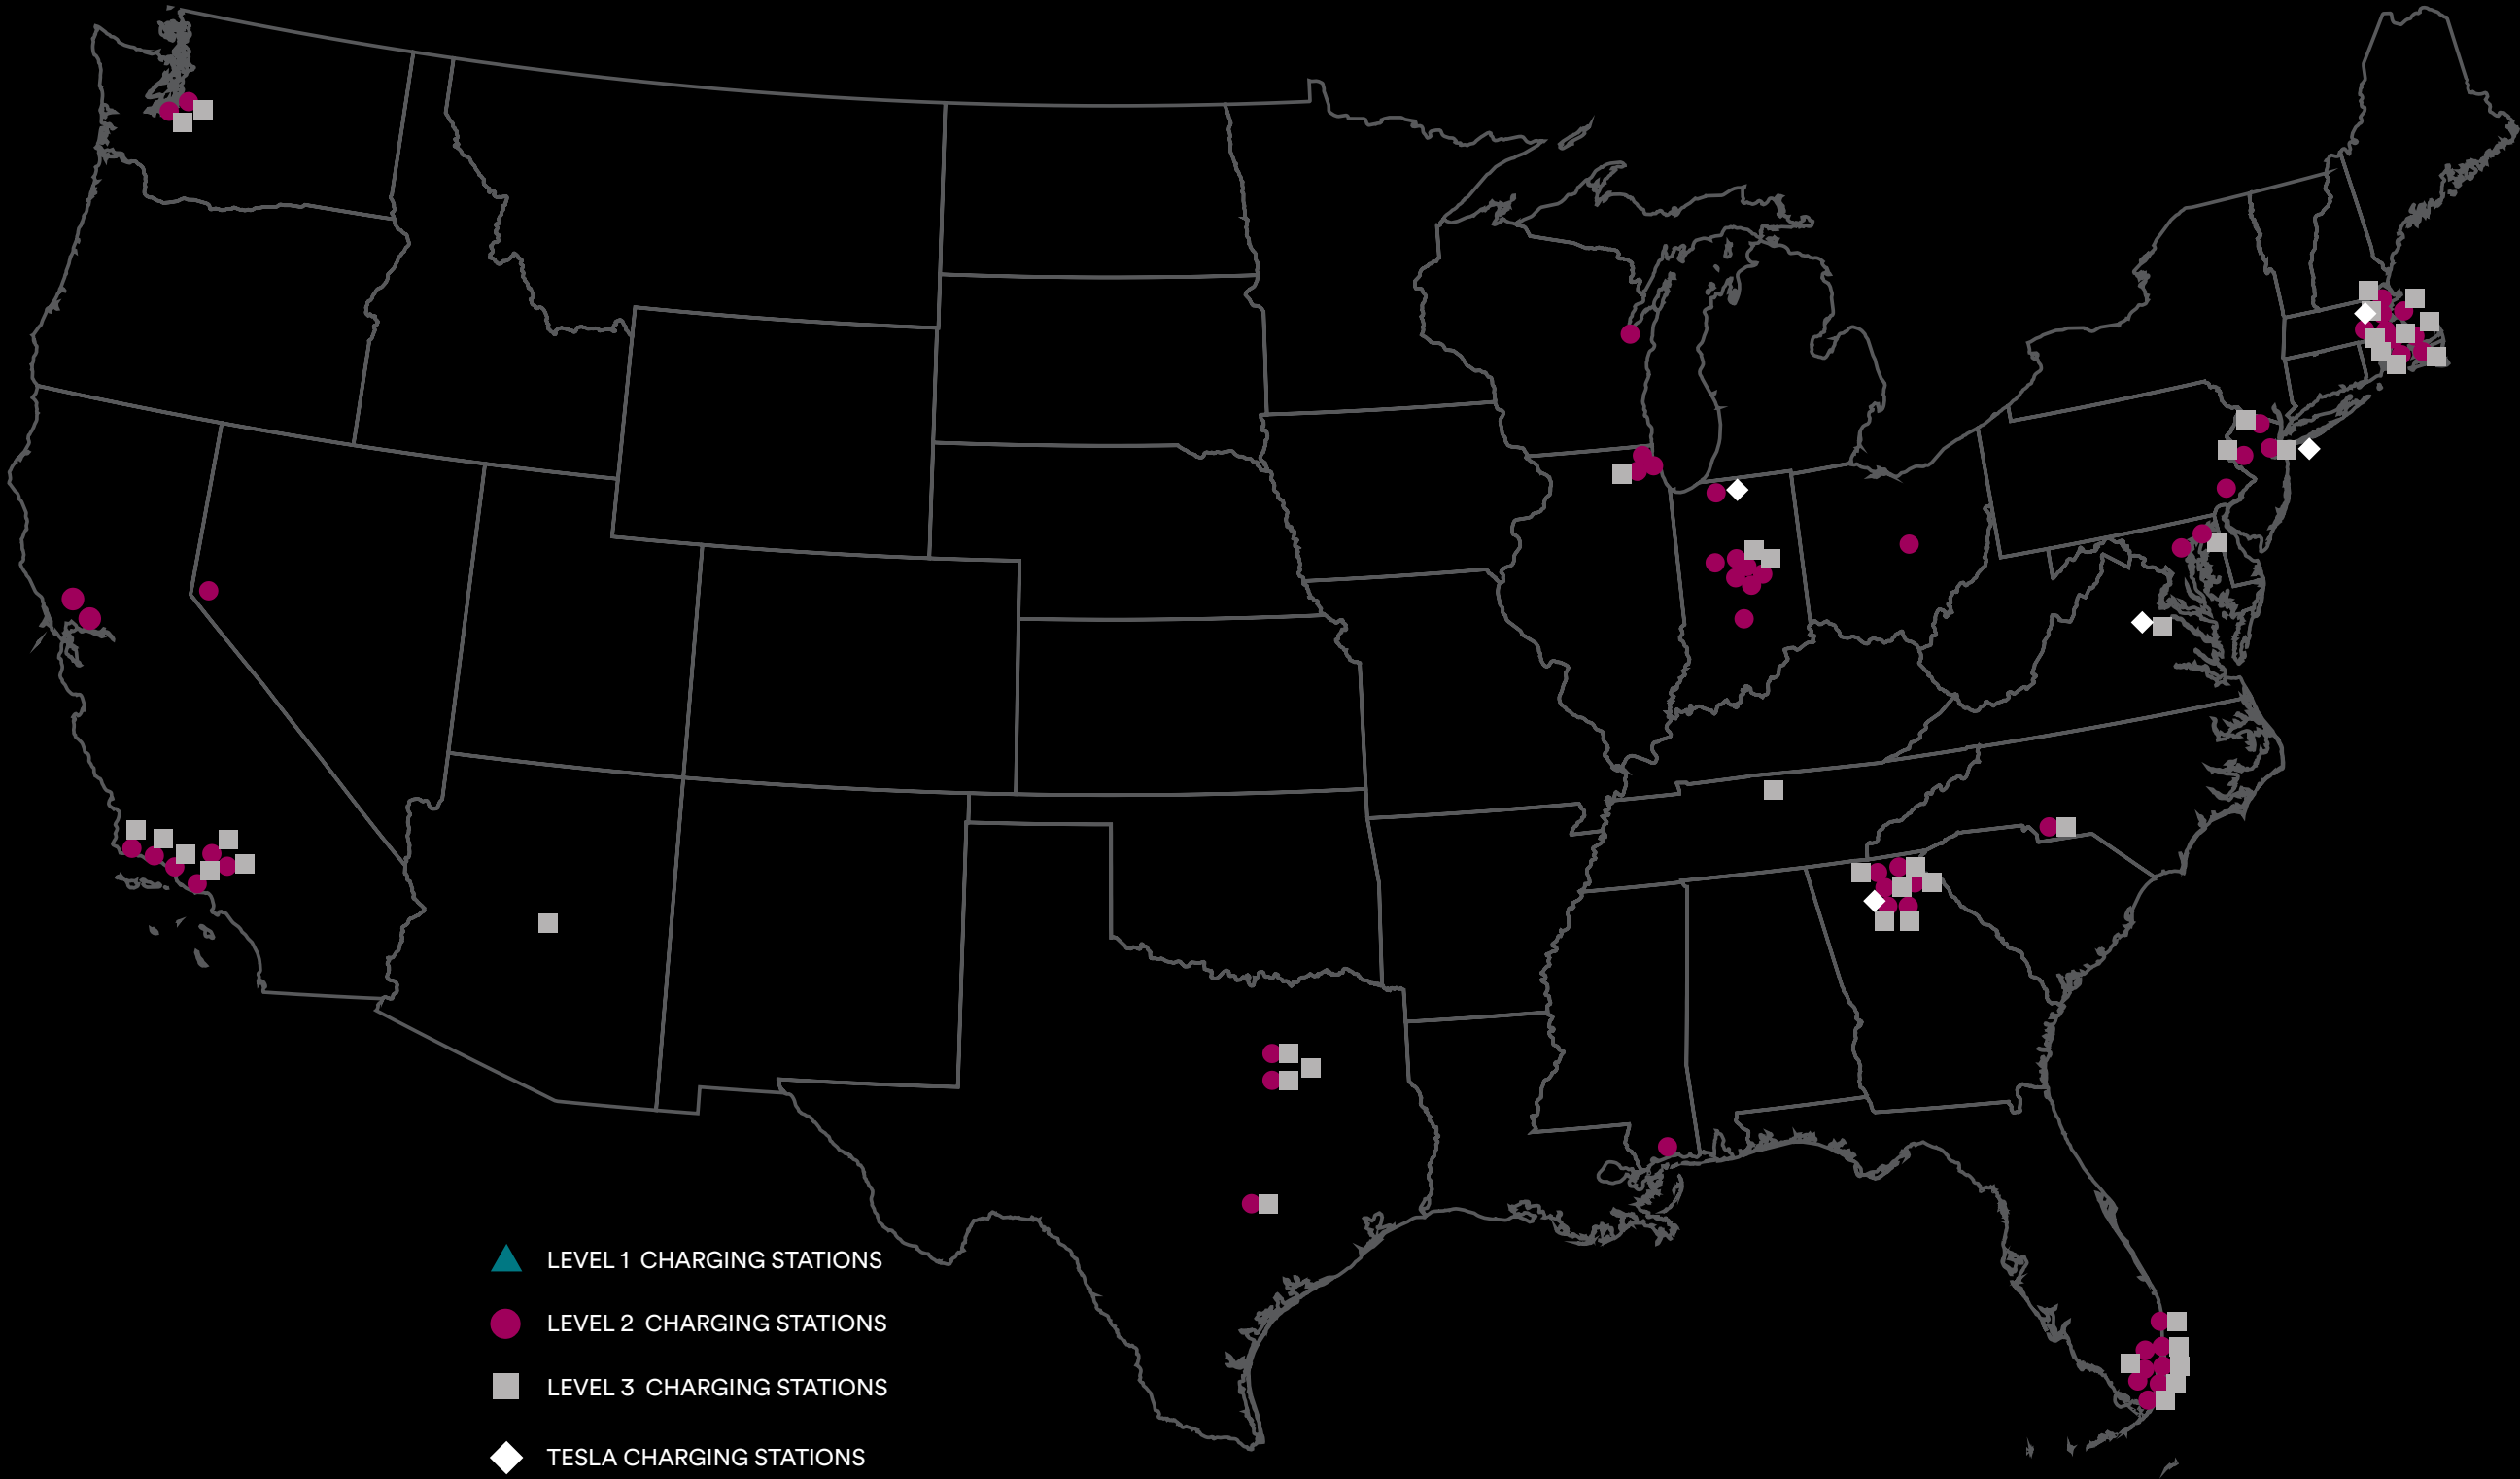 LEVEL 1 CHARGING STATIONS
LEVEL 2 CHARGING STATIONS
LEVEL 3 CHARGING STATIONS
TESLA CHARGING STATIONS